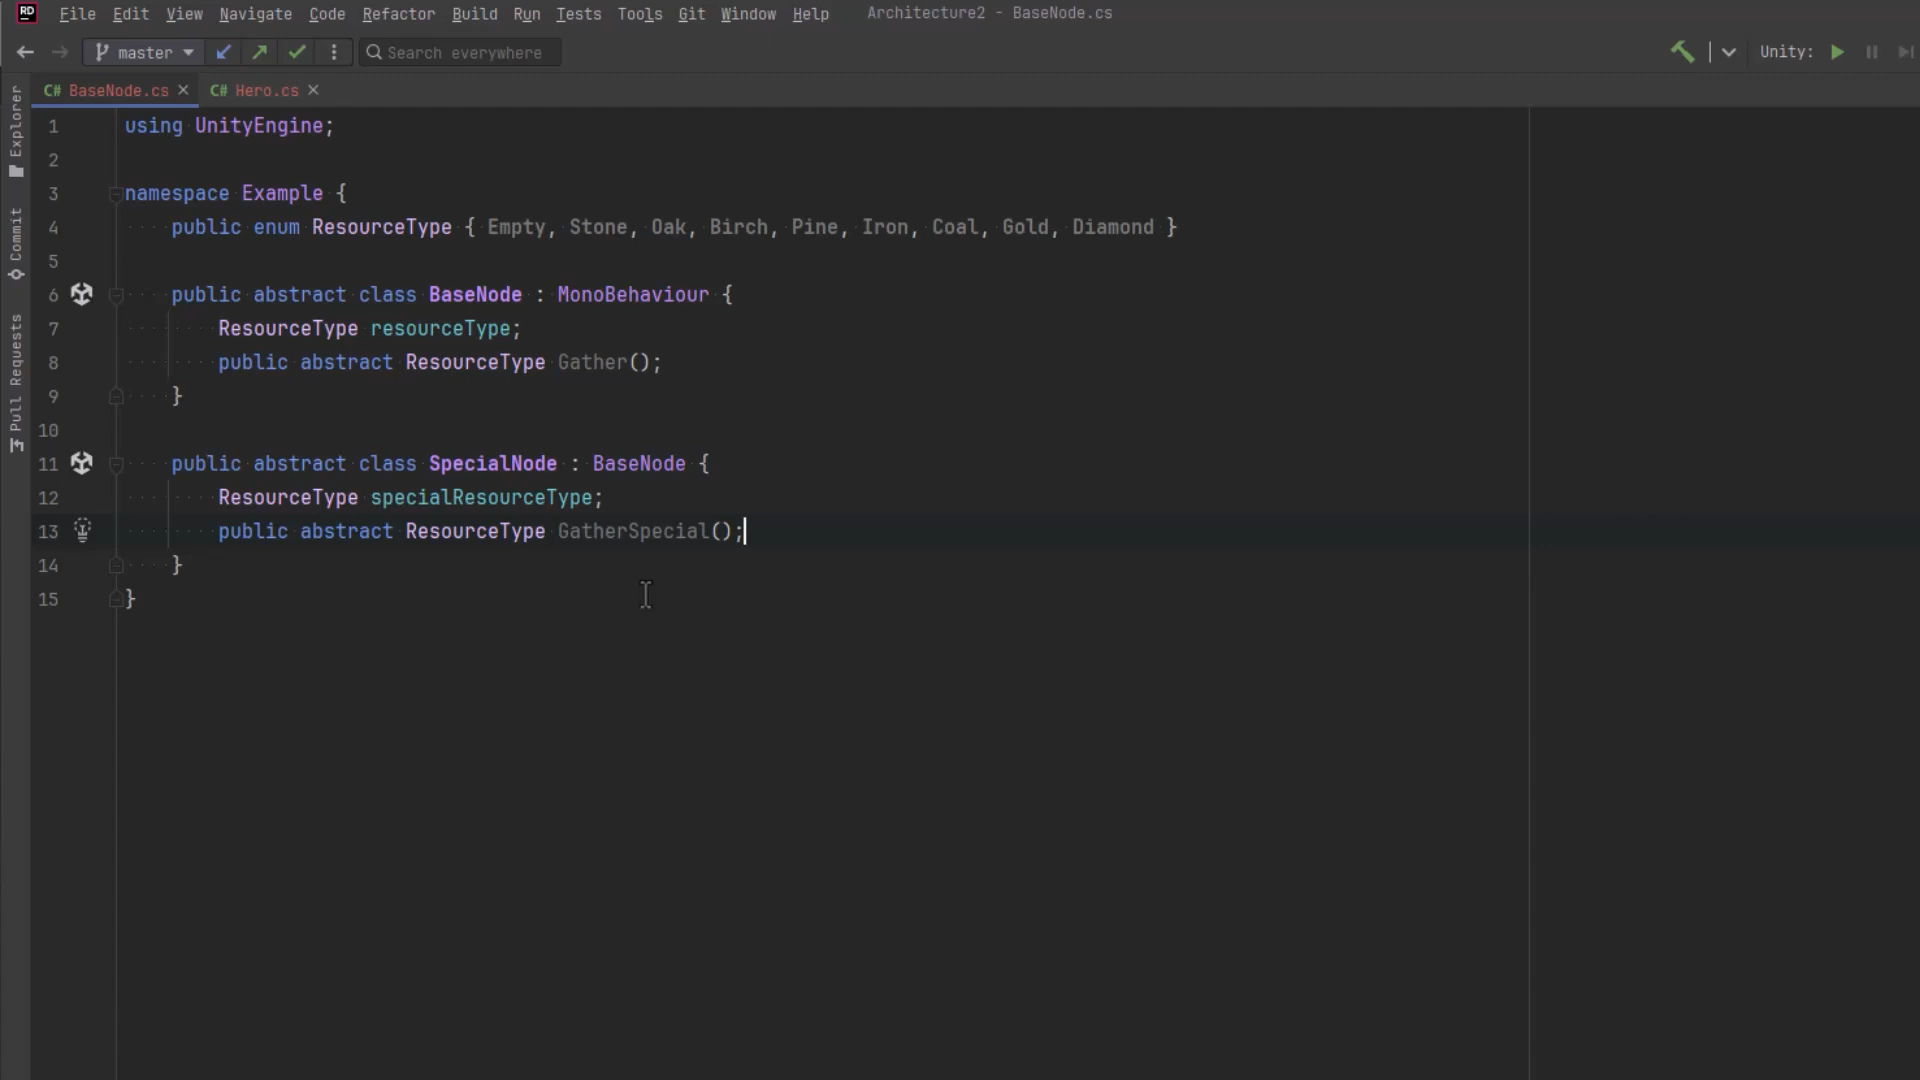 RD File Edit View Navigate Code Refactor Build Run Tests Tools Git Window Help Architecture2 - BaseNode.cs
master Search everywhere Unity:
C# BaseNode.cs C# Hero.cs
Explorer
Commit
Pull Requests
1 using UnityEngine;
2
3 namespace Example {
4 public enum ResourceType { Empty, Stone, Oak, Birch, Pine, Iron, Coal, Gold, Diamond }
5
6 public abstract class BaseNode : MonoBehaviour {
7 ResourceType resourceType;
8 public abstract ResourceType Gather();
9 }
10
11 public abstract class SpecialNode : BaseNode {
12 ResourceType specialResourceType;
13 public abstract ResourceType GatherSpecial();
14 }
15 }